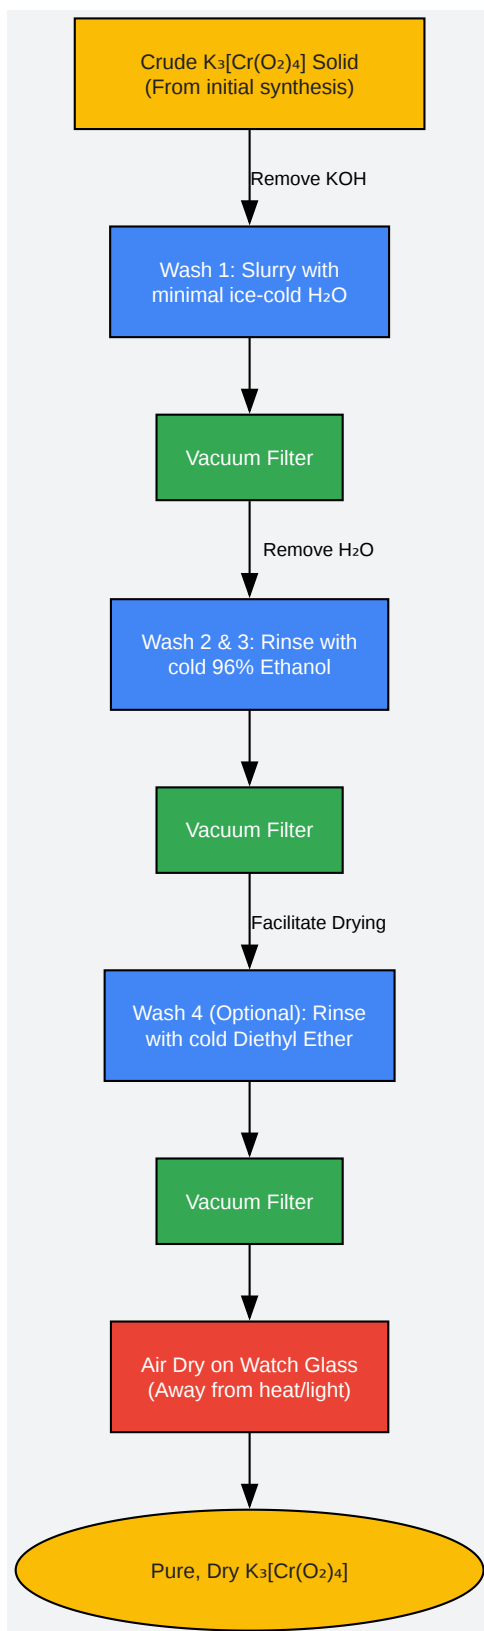 Crude K₃[Cr(O₂)₄] Solid
(From initial synthesis)
Remove KOH
Wash 1: Slurry with
minimal ice-cold H₂O
Vacuum Filter
Remove H₂O
Wash 2 & 3: Rinse with
cold 96% Ethanol
Vacuum Filter
Facilitate Drying
Wash 4 (Optional): Rinse
with cold Diethyl Ether
Vacuum Filter
Air Dry on Watch Glass
(Away from heat/light)
Pure, Dry K₃[Cr(O₂)₄]